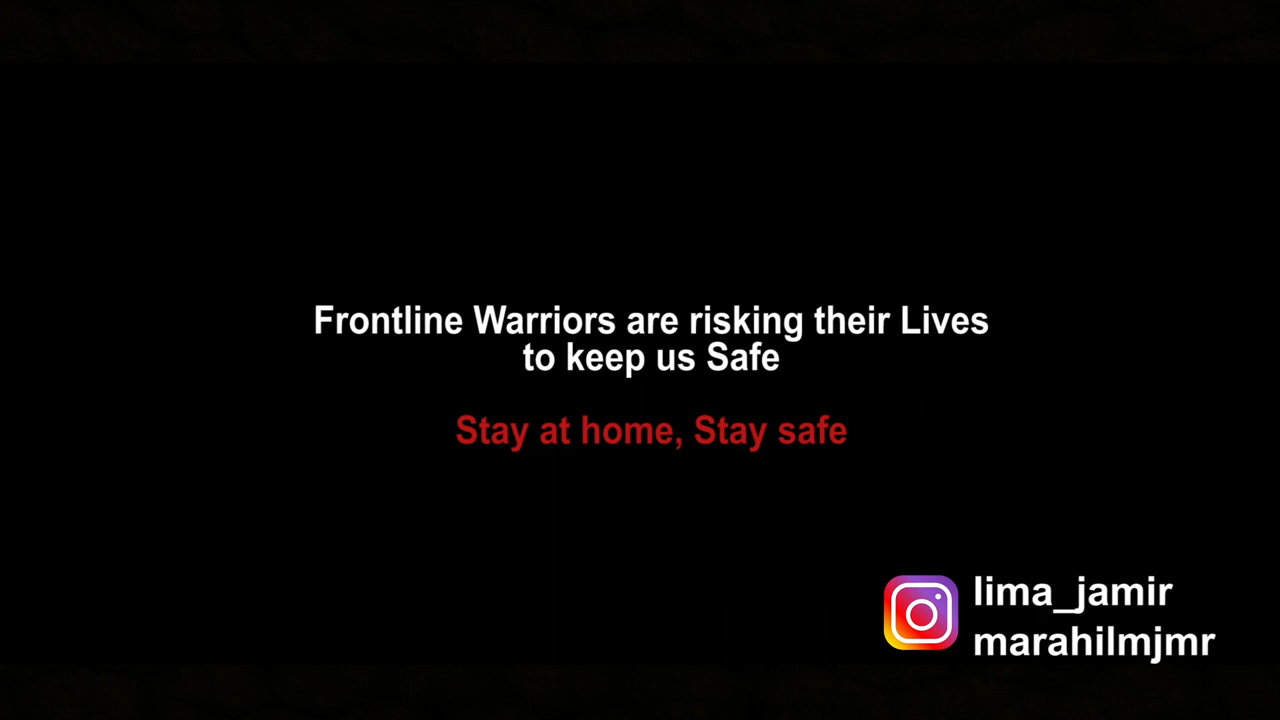 Frontline Warriors are risking their Lives
to keep us Safe
Stay at home, Stay safe
lima_jamir
marahilmjmr